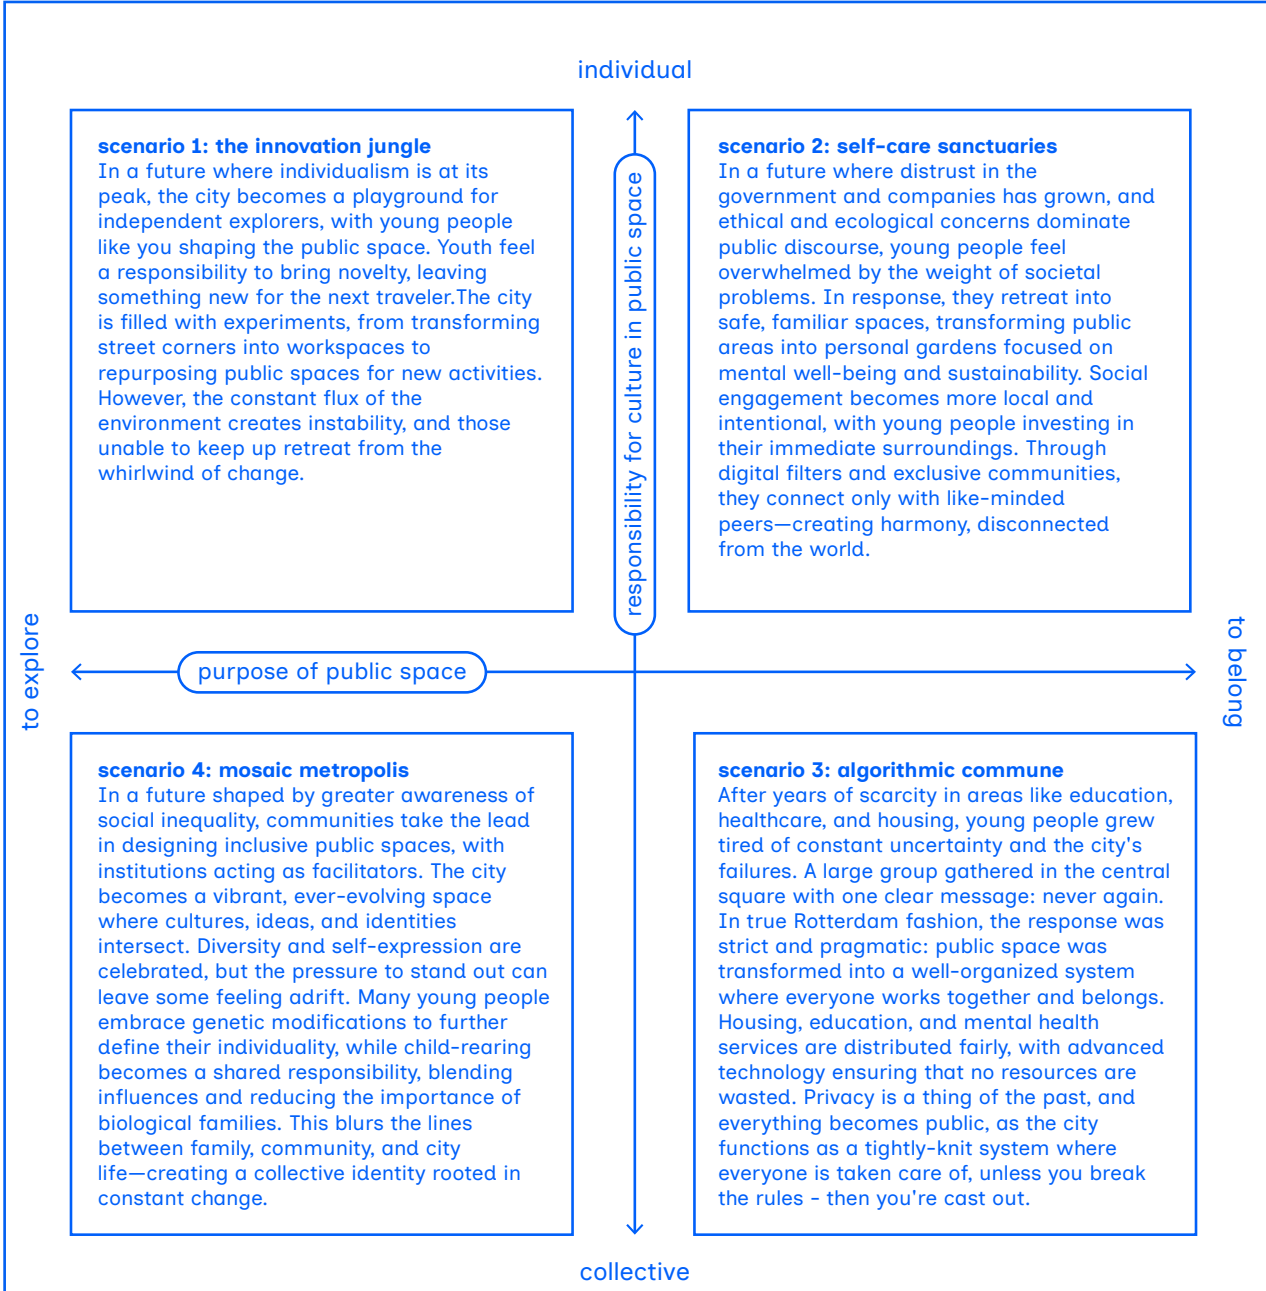 individual
scenario 1: the innovation jungle
In a future where individualism is at its
peak, the city becomes a playground for
independent explorers, with young people
like you shaping the public space. Youth feel
a responsibility to bring novelty, leaving
something new for the next traveler.The city
is filled with experiments, from transforming
street corners into workspaces to
repurposing public spaces for new activities.
However, the constant flux of the
environment creates instability, and those
unable to keep up retreat from the
whirlwind of change.
responsibility for culture in public space
scenario 2: self-care sanctuaries
In a future where distrust in the
government and companies has grown, and
ethical and ecological concerns dominate
public discourse, young people feel
overwhelmed by the weight of societal
problems. In response, they retreat into
safe, familiar spaces, transforming public
areas into personal gardens focused on
mental well-being and sustainability. Social
engagement becomes more local and
intentional, with young people investing in
their immediate surroundings. Through
digital filters and exclusive communities,
they connect only with like-minded
peers—creating harmony, disconnected
from the world.
to explore
purpose of public space
to belong
scenario 4: mosaic metropolis
In a future shaped by greater awareness of
social inequality, communities take the lead
in designing inclusive public spaces, with
institutions acting as facilitators. The city
becomes a vibrant, ever-evolving space
where cultures, ideas, and identities
intersect. Diversity and self-expression are
celebrated, but the pressure to stand out can
leave some feeling adrift. Many young people
embrace genetic modifications to further
define their individuality, while child-rearing
becomes a shared responsibility, blending
influences and reducing the importance of
biological families. This blurs the lines
between family, community, and city
life—creating a collective identity rooted in
constant change.
scenario 3: algorithmic commune
After years of scarcity in areas like education,
healthcare, and housing, young people grew
tired of constant uncertainty and the city's
failures. A large group gathered in the central
square with one clear message: never again.
In true Rotterdam fashion, the response was
strict and pragmatic: public space was
transformed into a well-organized system
where everyone works together and belongs.
Housing, education, and mental health
services are distributed fairly, with advanced
technology ensuring that no resources are
wasted. Privacy is a thing of the past, and
everything becomes public, as the city
functions as a tightly-knit system where
everyone is taken care of, unless you break
the rules - then you're cast out.
collective